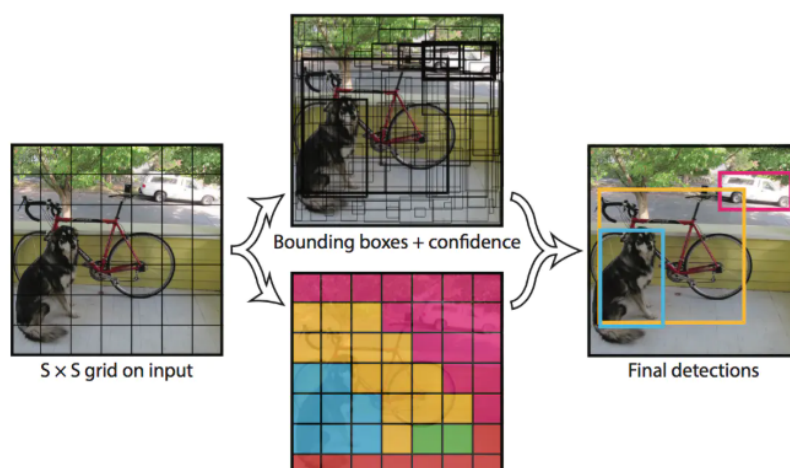 Bounding boxes + confidence
S × S grid on input
Final detections